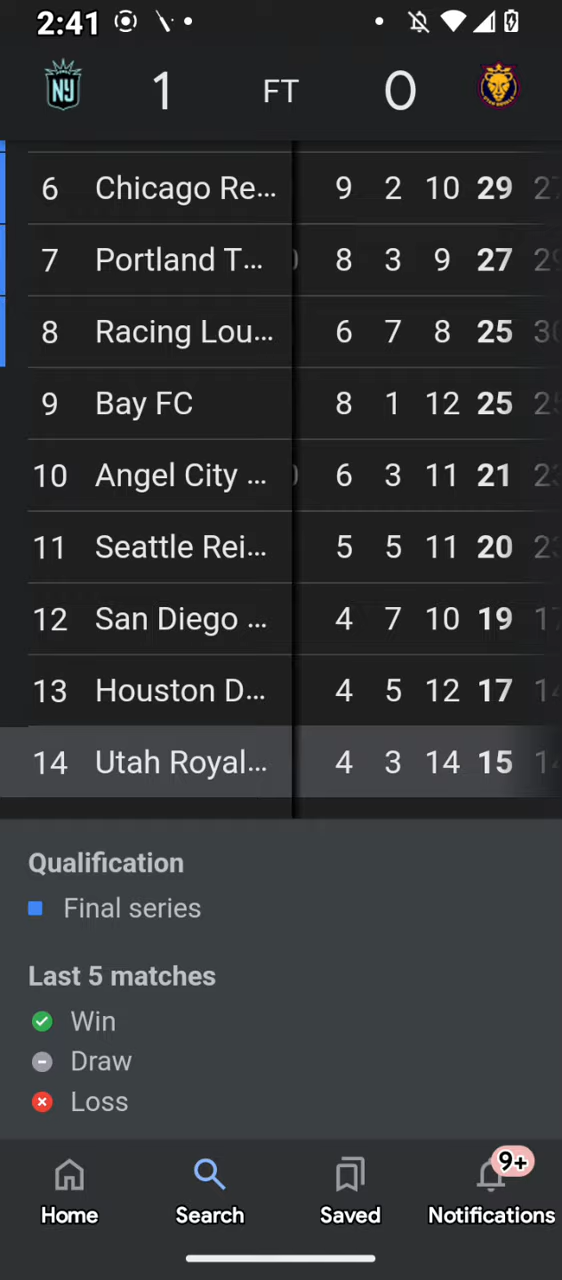 2:41
NY 1 FT 0
6 Chicago Re... 9 2 10 29
7 Portland T... 8 3 9 27
8 Racing Lou... 6 7 8 25
9 Bay FC 8 1 12 25
10 Angel City ... 6 3 11 21
11 Seattle Rei... 5 5 11 20
12 San Diego ... 4 7 10 19
13 Houston D... 4 5 12 17
14 Utah Royal... 4 3 14 15
Qualification
Final series
Last 5 matches
Win
Draw
Loss
9+
Home Search Saved Notifications